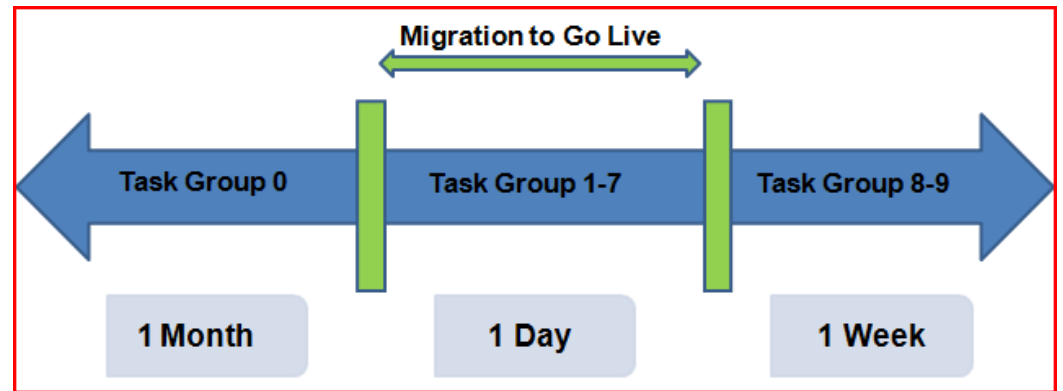 Migration to Go Live
Task Group 0
Task Group 1-7
Task Group 8-9
1 Month
1 Day
1 Week